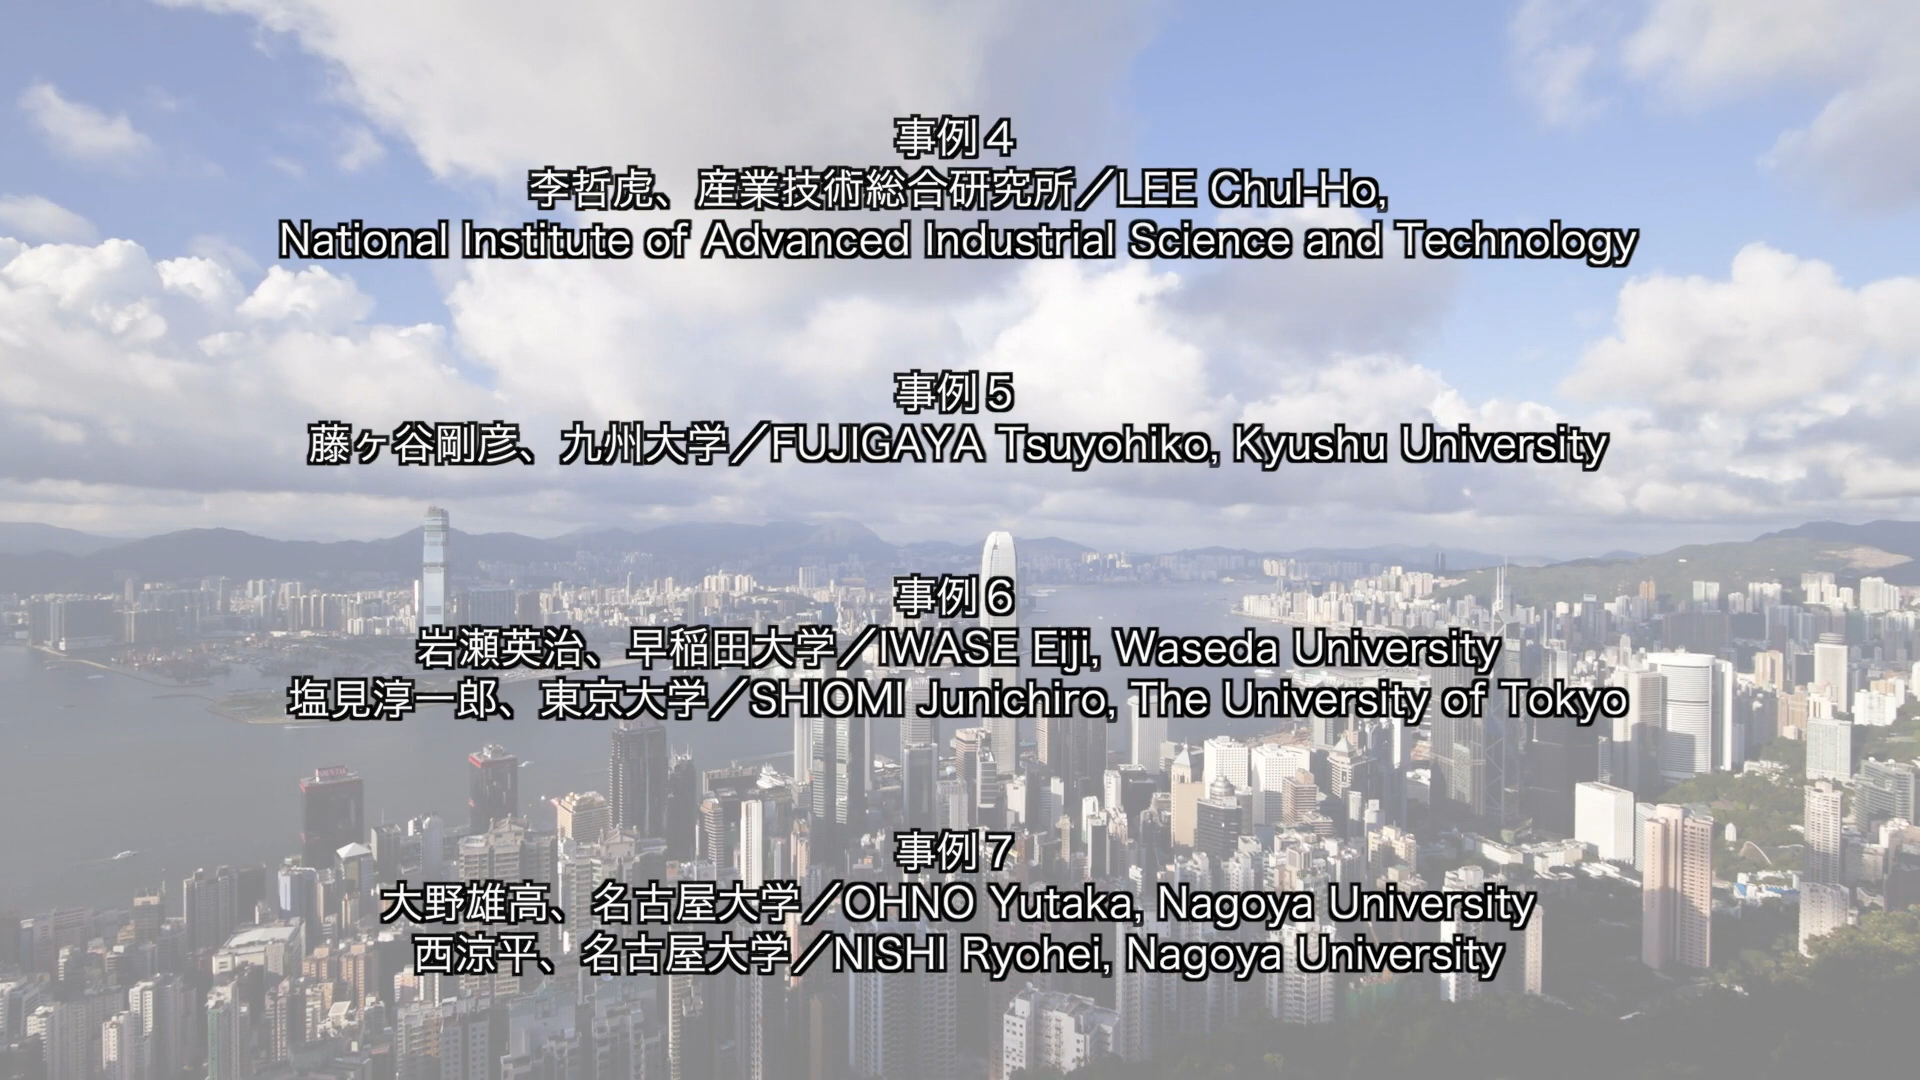 事例４
李哲虎、産業技術総合研究所／LEE Chul-Ho,
National Institute of Advanced Industrial Science and Technology
事例５
藤ヶ谷剛彦、九州大学／FUJIGAYA Tsuyohiko, Kyushu University
事例６
岩瀬英治、早稲田大学／IWASE Eiji, Waseda University
塩見淳一郎、東京大学／SHIOMI Junichiro, The University of Tokyo
事例７
大野雄高、名古屋大学／OHNO Yutaka, Nagoya University
西涼平、名古屋大学／NISHI Ryohei, Nagoya University